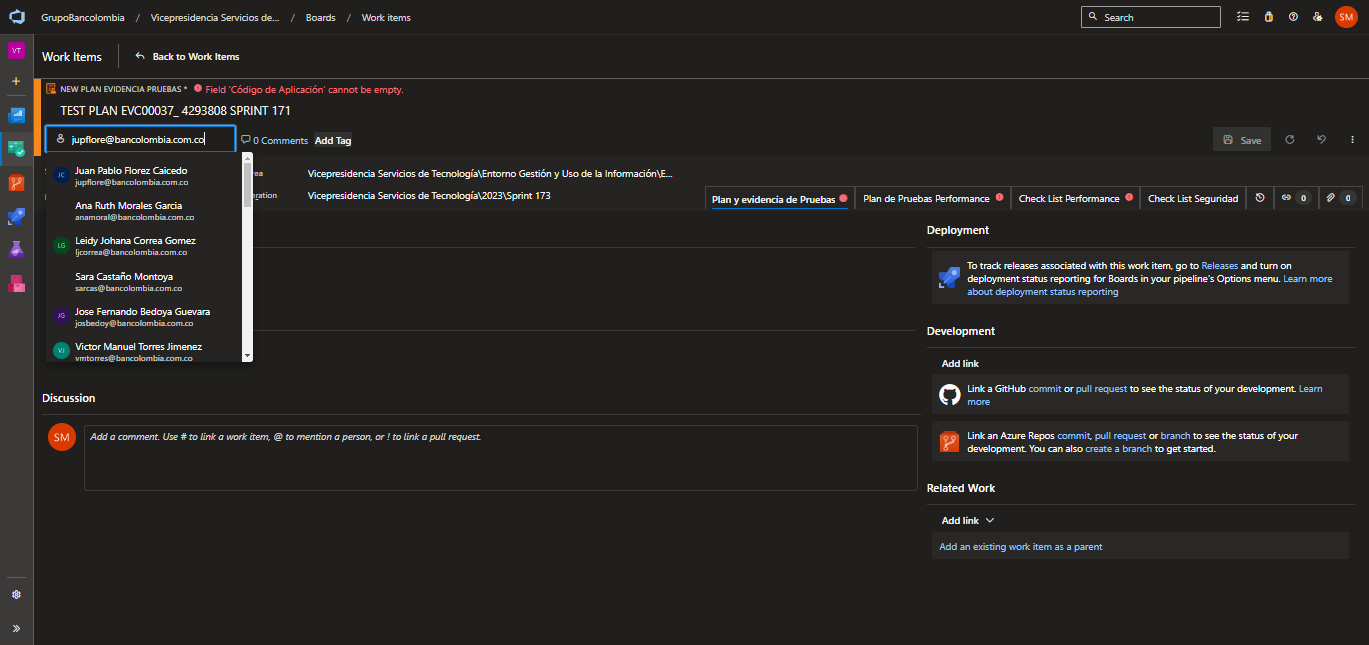 GrupoBancolombia / Vicepresidencia Servicios de... / Boards / Work items
Search
SM
VT
Work Items
Back to Work Items
NEW PLAN EVIDENCIA PRUEBAS *
Field 'Código de Aplicación' cannot be empty.
TEST PLAN EVC00037_ 4293808 SPRINT 171
jupflore@bancolombia.com.co
0 Comments
Add Tag
Save
JC
Juan Pablo Florez Caicedo
jupflore@bancolombia.com.co
Ana Ruth Morales Garcia
anamoral@bancolombia.com.co
LG
Leidy Johana Correa Gomez
ljcorrea@bancolombia.com.co
Sara Castaño Montoya
sarcas@bancolombia.com.co
JG
Jose Fernando Bedoya Guevara
josbedoy@bancolombia.com.co
VJ
Victor Manuel Torres Jimenez
vmtorres@bancolombia.com.co
rea
Vicepresidencia Servicios de Tecnología\Entorno Gestión y Uso de la Información\E...
eration
Vicepresidencia Servicios de Tecnología\2023\Sprint 173
Plan y evidencia de Pruebas
Plan de Pruebas Performance
Check List Performance
Check List Seguridad
0
0
Deployment
To track releases associated with this work item, go to Releases and turn on
deployment status reporting for Boards in your pipeline's Options menu. Learn more
about deployment status reporting
Development
Add link
Link a GitHub commit or pull request to see the status of your development. Learn
more
Link an Azure Repos commit, pull request or branch to see the status of your
development. You can also create a branch to get started.
Related Work
Add link
Add an existing work item as a parent
Discussion
SM
Add a comment. Use # to link a work item, @ to mention a person, or ! to link a pull request.